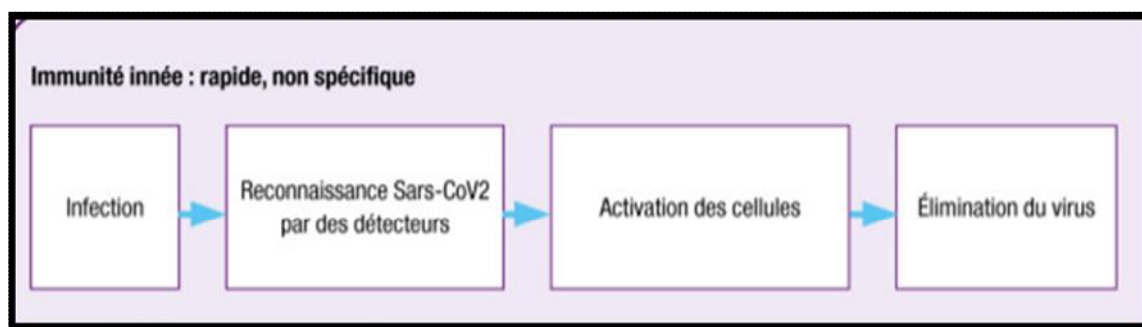 Immunité innée : rapide, non spécifique
Infection
Reconnaissance Sars-CoV2
par des détecteurs
Activation des cellules
Élimination du virus